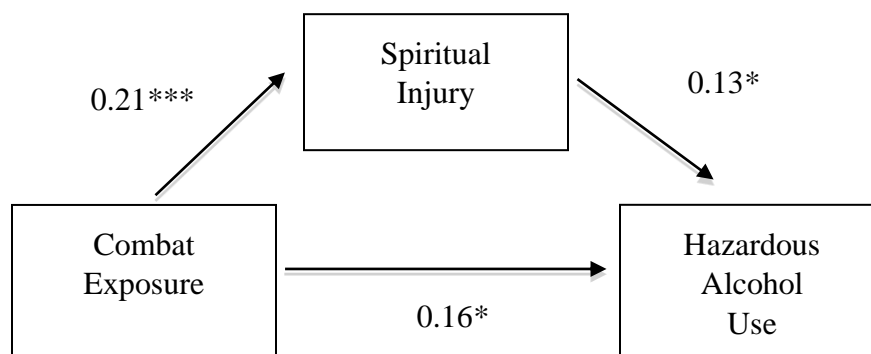 Spiritual
Injury
0.21***
0.13*
Combat
Exposure
Hazardous
Alcohol
Use
0.16*